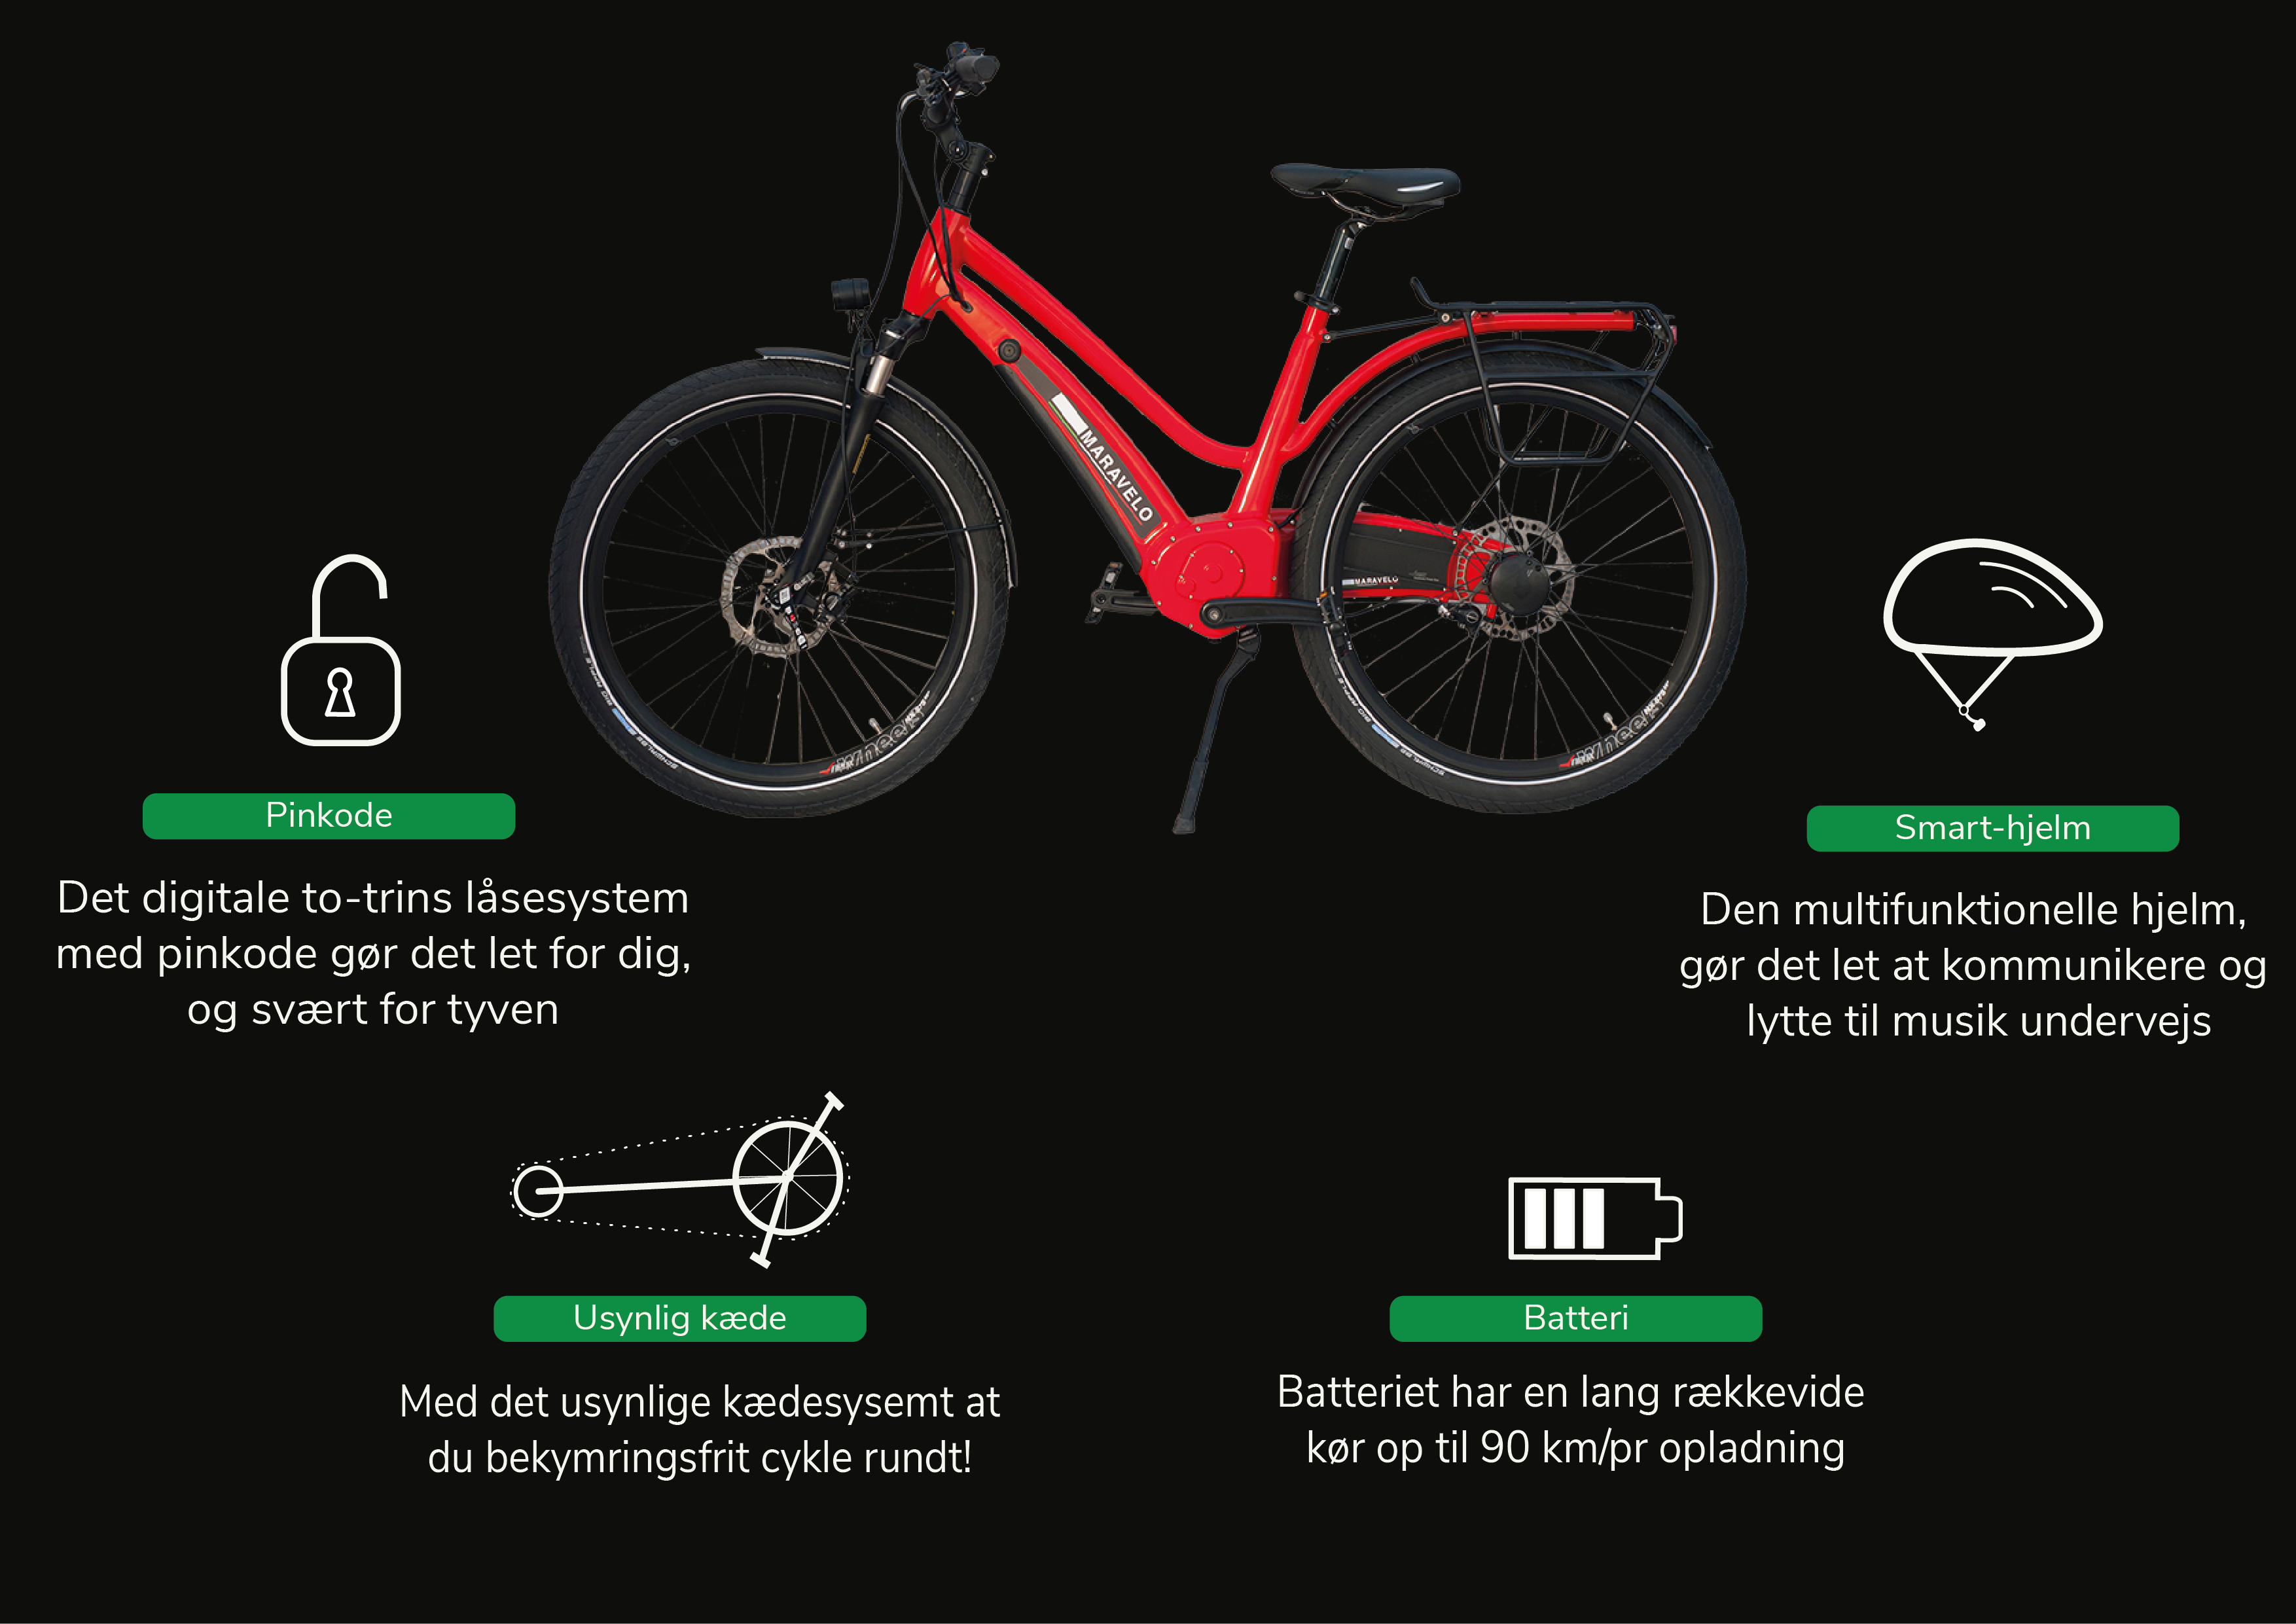 MARAVELO
MARAVELO
Pinkode
Det digitale to-trins låsesystem
med pinkode gør det let for dig,
og svært for tyven
Smart-hjelm
Den multifunktionelle hjelm,
gør det let at kommunikere og
lytte til musik undervejs
Usynlig kæde
Med det usynlige kædesysemt at
du bekymringsfrit cykle rundt!
Batteri
Batteriet har en lang rækkevide
kør op til 90 km/pr opladning